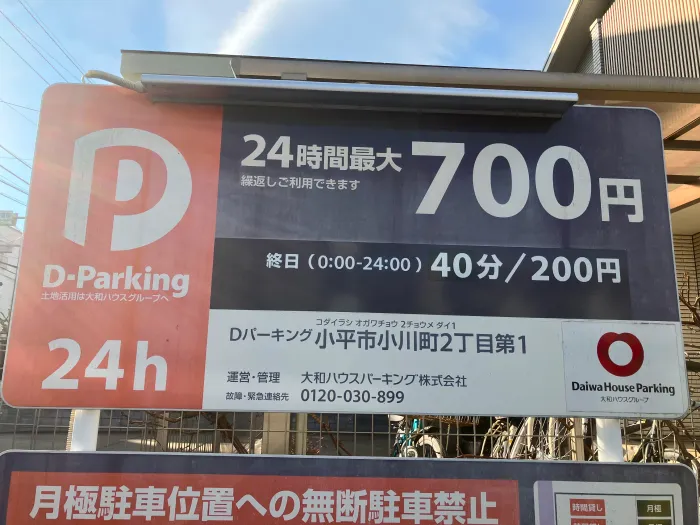 D-Parking
土地活用は大和ハウスグループへ
24h
24時間最大
繰返しご利用できます
700円
終日（0:00-24:00）40分／200円
コダイラシ オガワチョウ 2チョウメ ダイ1
Dパーキング 小平市小川町2丁目第1
運営・管理 大和ハウスパーキング株式会社
故障・緊急連絡先 0120-030-899
Daiwa House Parking
大和ハウスグループ
月極駐車位置への無断駐車禁止
時間貸し
月極